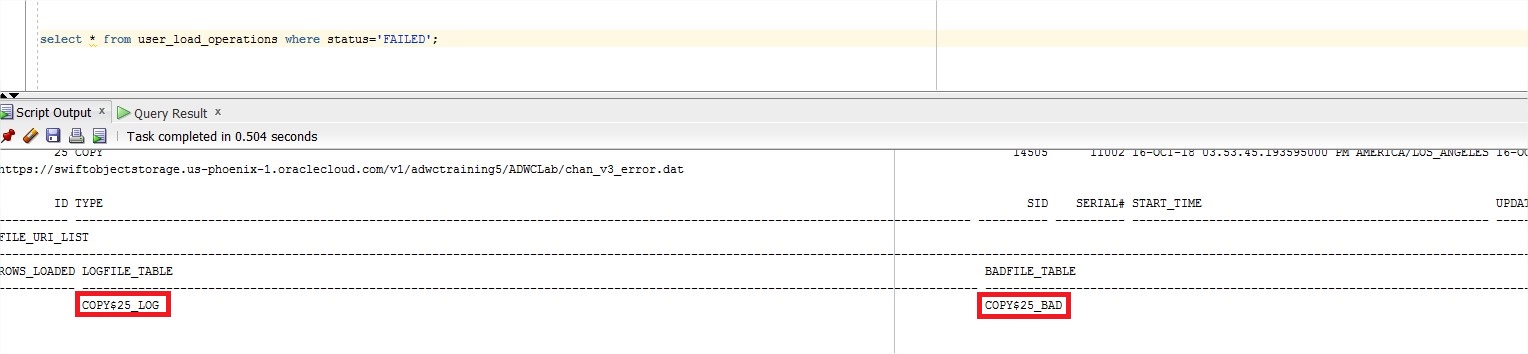 select * from user_load_operations where status='FAILED';
Script Output x Query Result x
Task completed in 0.504 seconds
25 COPY 14505 11002 16-OCT-18 03.53.45.193595000 PM AMERICA/LOS_ANGELES 16-OC
https://swiftobjectstorage.us-phoenix-1.oraclecloud.com/v1/adwctraining5/ADWCLab/chan_v3_error.dat
ID TYPE SID SERIAL# START_TIME UPDAT
FILE_URI_LIST
ROWS_LOADED LOGFILE_TABLE BADFILE_TABLE
COPY$25_LOG COPY$25_BAD